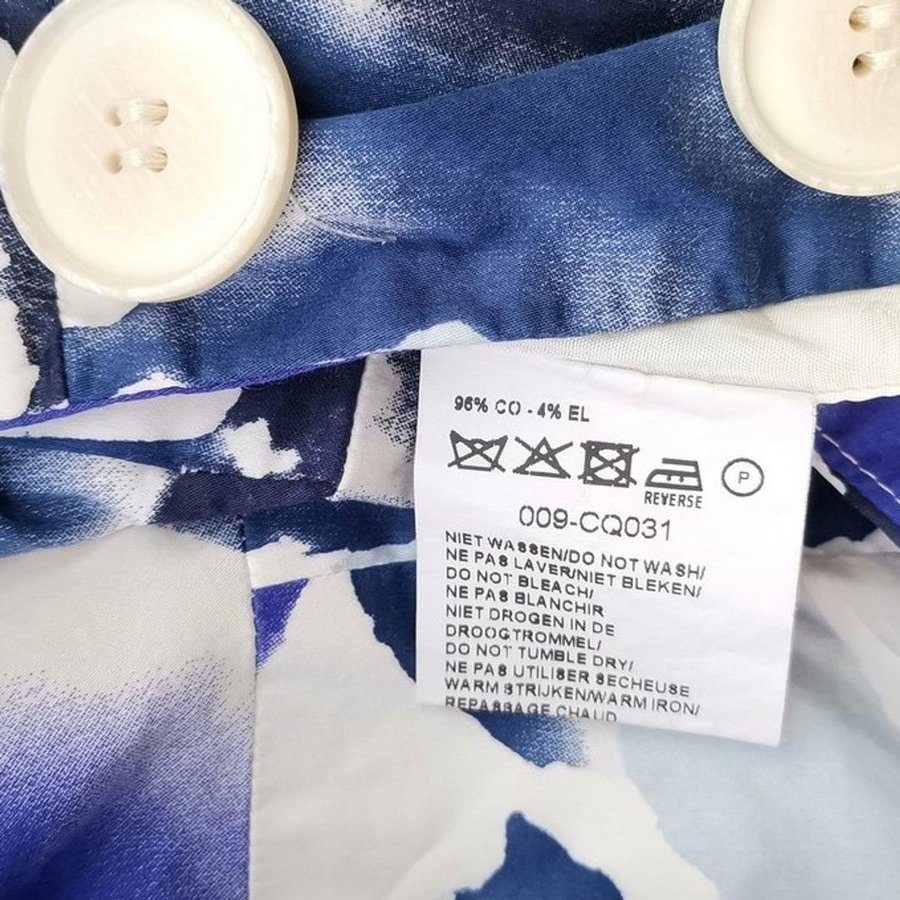 96% CO - 4% EL
REVERSE
P
009-CQ031
NIET WASSEN/DO NOT WASH/
NE PAS LAVER/NIET BLEKEN/
DO NOT BLEACH/
NE PAS BLANCHIR
NIET DROGEN IN DE
DROOGTROMMEL/
DO NOT TUMBLE DRY/
NE PAS UTILISER SECHEUSE
WARM STRIJKEN/WARM IRON/
REPASSAGE CHAUD